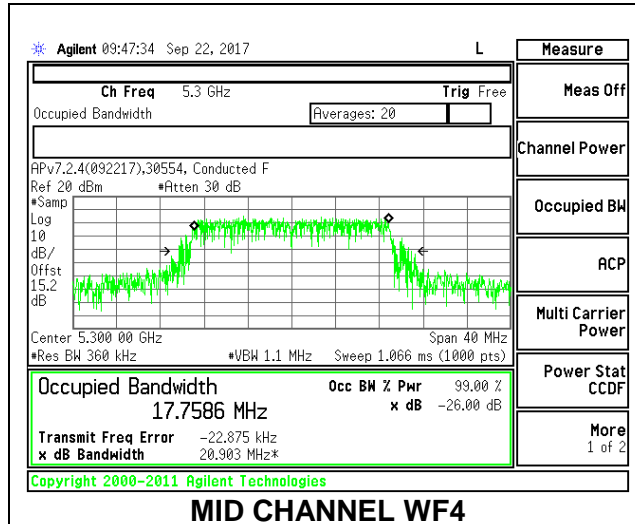 Agilent 09:47:34 Sep 22, 2017 L Measure
Ch Freq 5.3 GHz Trig Free
Meas Off
Occupied Bandwidth Averages: 20
Channel Power
APv7.2.4(092217),30554, Conducted F
Ref 20 dBm #Atten 30 dB
#Samp
Log
10
dB/
Offst
15.2
dB
Occupied BW
ACP
Center 5.300 00 GHz Span 40 MHz
#Res BW 360 kHz #VBW 1.1 MHz Sweep 1.066 ms (1000 pts)
Multi Carrier
Power
Occupied Bandwidth Occ BW % Pwr 99.00 %
17.7586 MHz x dB -26.00 dB
Power Stat
CCDF
Transmit Freq Error -22.875 kHz
x dB Bandwidth 20.903 MHz*
More
1 of 2
Copyright 2000-2011 Agilent Technologies
MID CHANNEL WF4